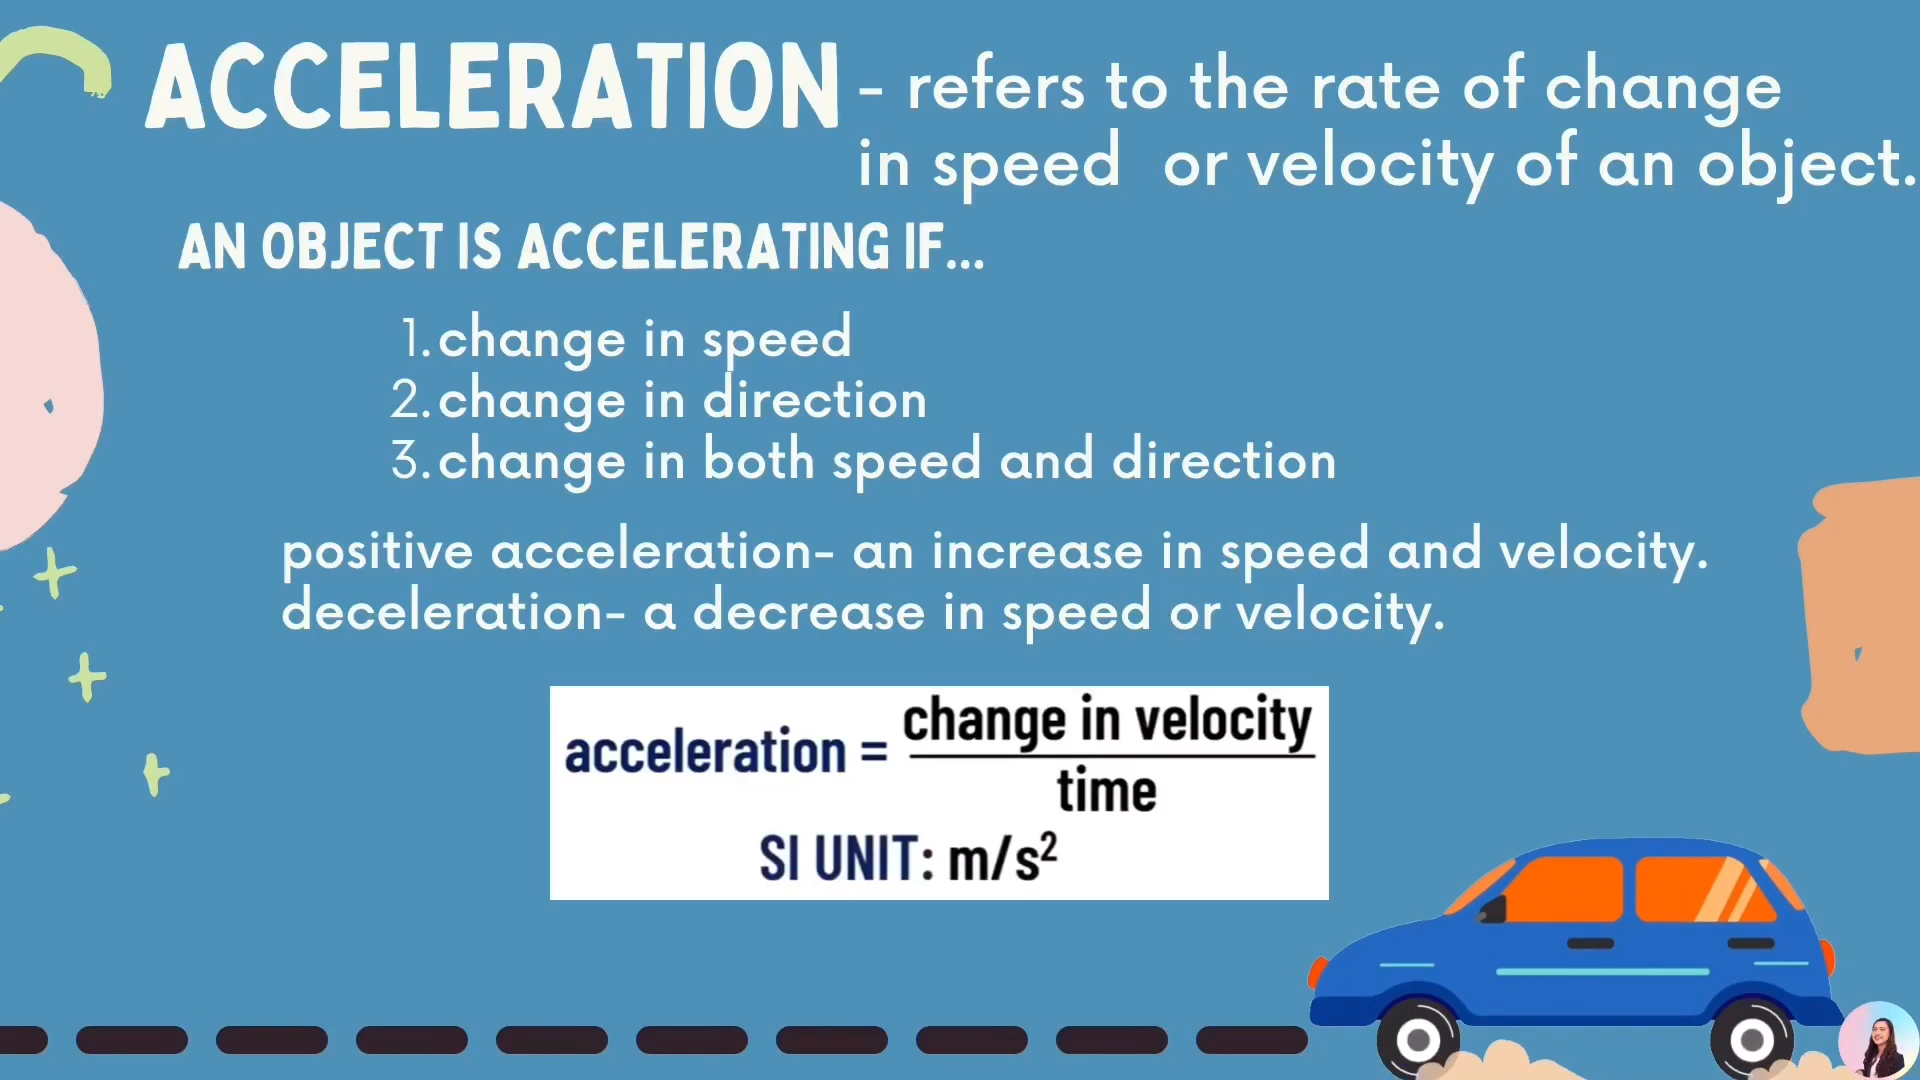 ACCELERATION - refers to the rate of change
in speed or velocity of an object.
AN OBJECT IS ACCELERATING IF...
1. change in speed
2. change in direction
3. change in both speed and direction
positive acceleration- an increase in speed and velocity.
deceleration- a decrease in speed or velocity.
acceleration = change in velocity
time
SI UNIT: m/s²